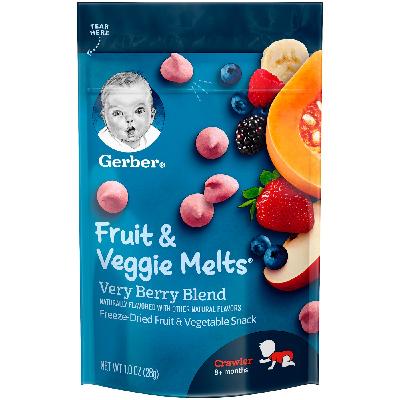 TEAR
HERE
Gerber®
Fruit &
Veggie Melts®
Very Berry Blend
NATURALLY FLAVORED WITH OTHER NATURAL FLAVORS
Freeze-Dried Fruit & Vegetable Snack
Crawler
8+ months
NET WT 1.0 OZ (28g)